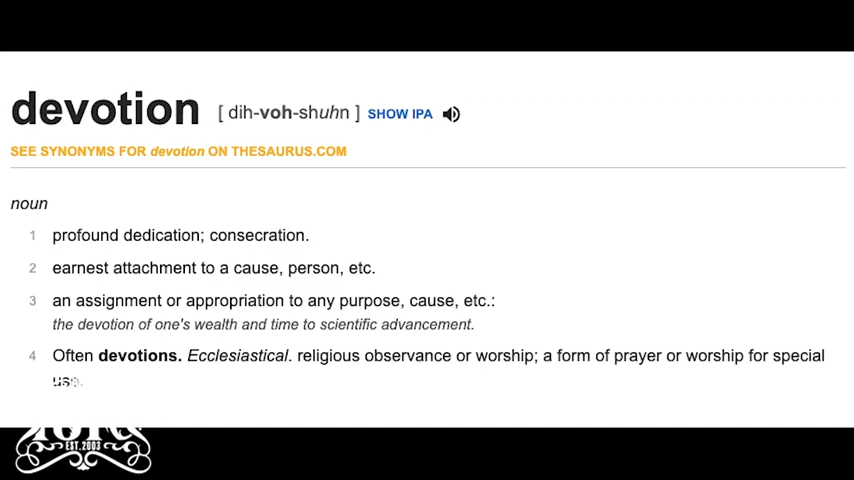 devotion [ dih-voh-shuhn ] SHOW IPA
SEE SYNONYMS FOR devotion ON THESAURUS.COM
noun
1 profound dedication; consecration.
2 earnest attachment to a cause, person, etc.
3 an assignment or appropriation to any purpose, cause, etc.:
the devotion of one's wealth and time to scientific advancement.
4 Often devotions. Ecclesiastical. religious observance or worship; a form of prayer or worship for special
use.
EST.2003